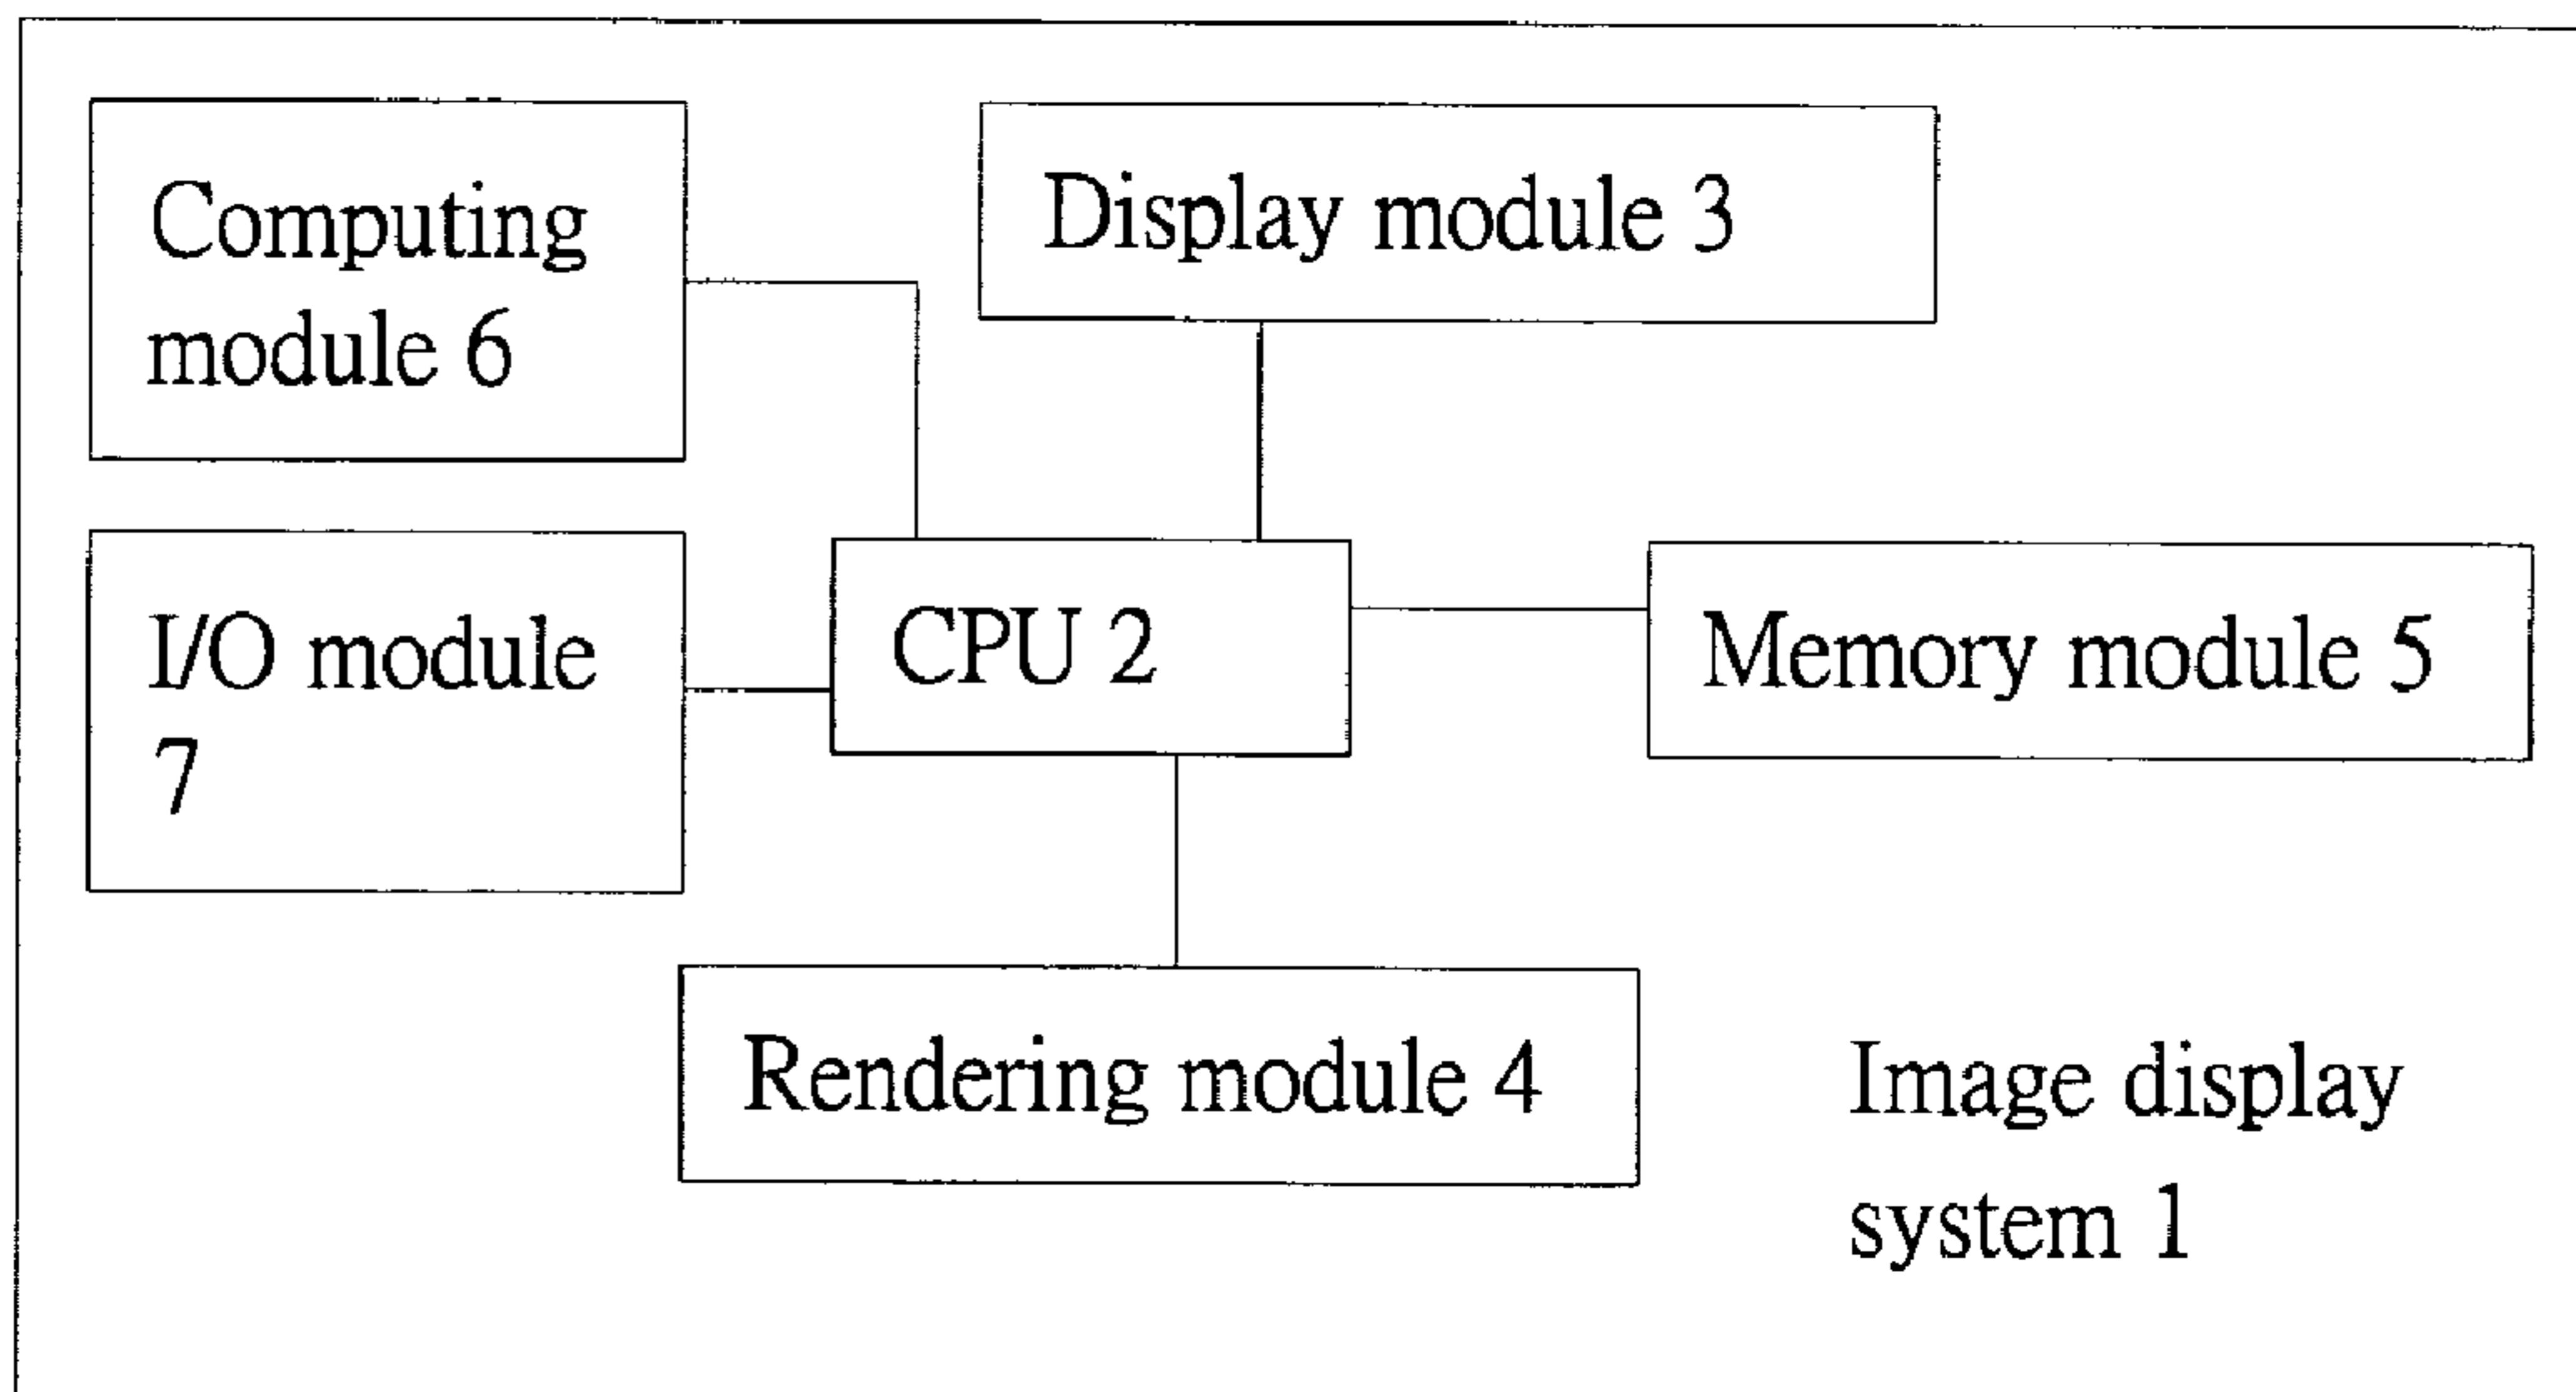 Computing
module 6
Display module 3
I/O module
7
CPU 2
Memory module 5
Rendering module 4
Image display
system 1